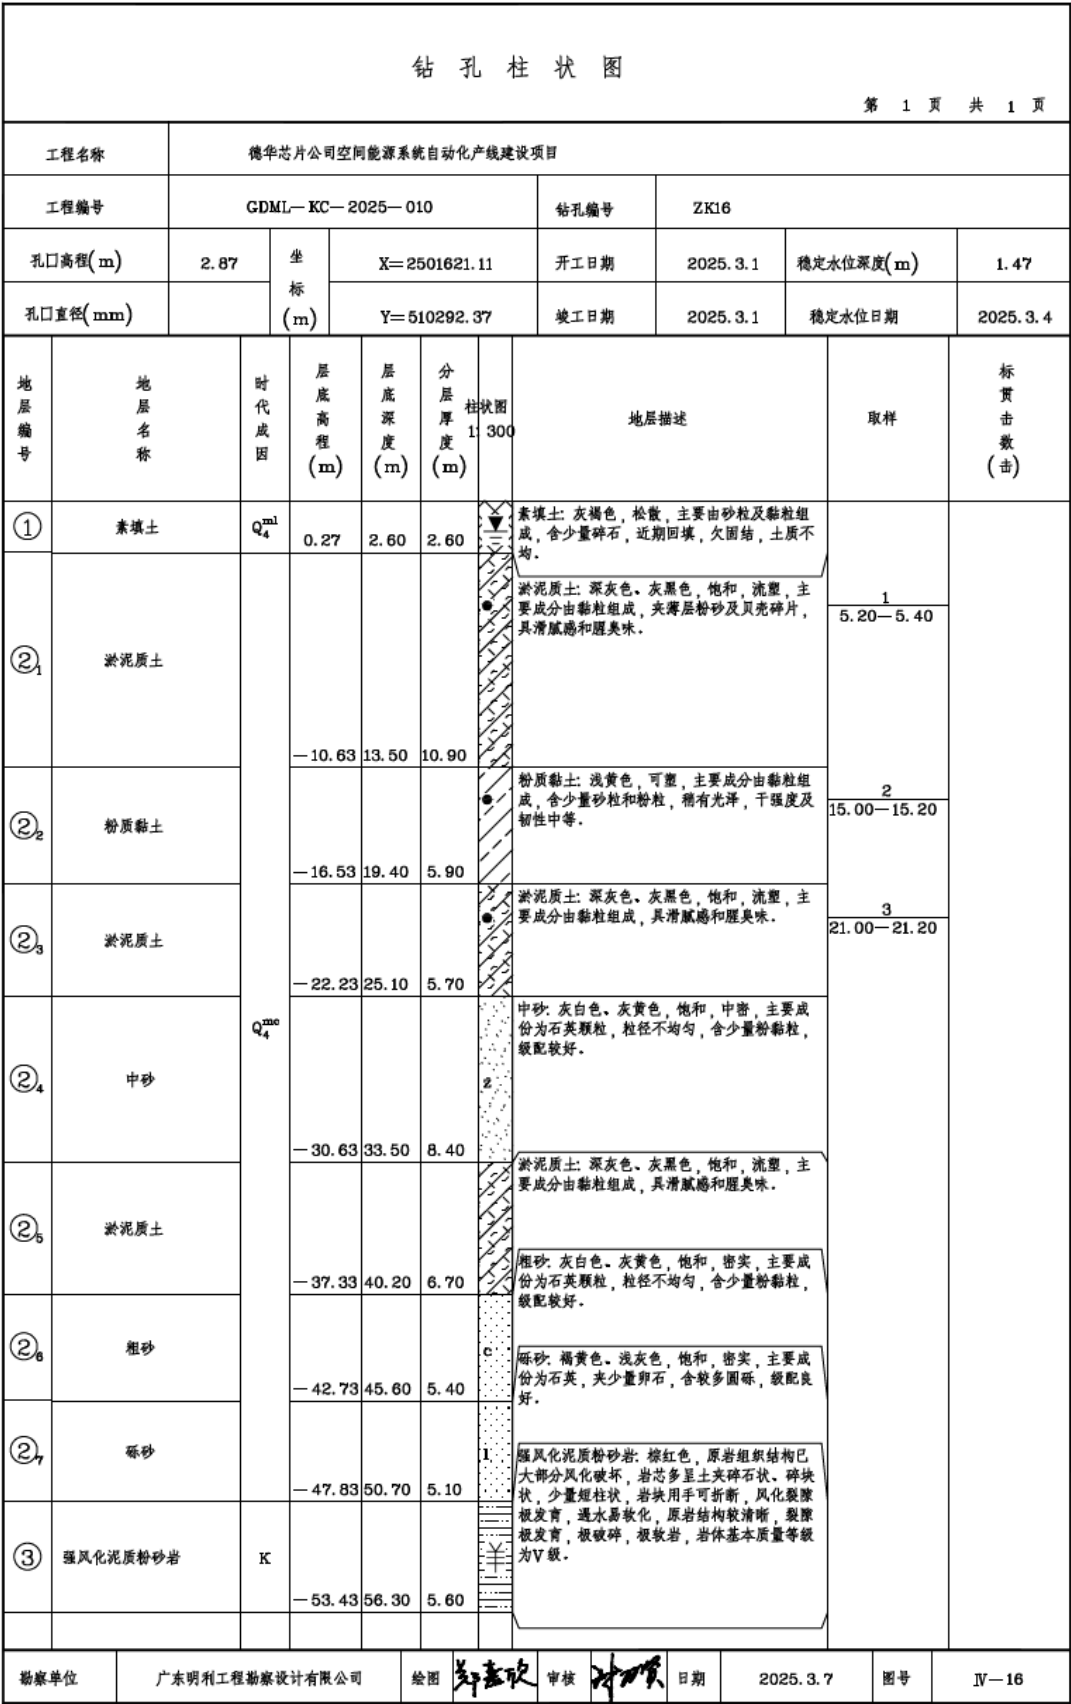 钻 孔 柱 状 图
第 1 页 共 1 页
工程名称 德华芯片公司空间能源系统自动化产线建设项目
工程编号 GDML—KC—2025—010 钻孔编号 ZK16
孔口高程(m) 2.87 坐标(m) X=2501621.11 开工日期 2025.3.1 稳定水位深度(m) 1.47
孔口直径(mm) Y=510292.37 竣工日期 2025.3.1 稳定水位日期 2025.3.4
地层编号 地层名称 时代成因 层底高程(m) 层底深度(m) 分层厚度(m) 柱状图 1:300 地层描述 取样 标贯击数(击)
① 素填土 Q4ml 0.27 2.60 2.60
素填土: 灰褐色, 松散, 主要由砂粒及黏粒组
成, 含少量碎石, 近期回填, 欠固结, 土质不
均.
②1 淤泥质土 —10.63 13.50 10.90
淤泥质土: 深灰色、灰黑色, 饱和, 流塑, 主
要成分由黏粒组成, 夹薄层粉砂及贝壳碎片,
具滑腻感和腥臭味.
1
5.20—5.40
②2 粉质黏土 —16.53 19.40 5.90
粉质黏土: 浅黄色, 可塑, 主要成分由黏粒组
成, 含少量砂粒和粉粒, 稍有光泽, 干强度及
韧性中等.
2
15.00—15.20
②3 淤泥质土 —22.23 25.10 5.70
淤泥质土: 深灰色、灰黑色, 饱和, 流塑, 主
要成分由黏粒组成, 具滑腻感和腥臭味.
3
21.00—21.20
Q4mc
②4 中砂 —30.63 33.50 8.40
z
中砂: 灰白色、灰黄色, 饱和, 中密, 主要成
份为石英颗粒, 粒径不均匀, 含少量粉黏粒,
级配较好.
②5 淤泥质土 —37.33 40.20 6.70
淤泥质土: 深灰色、灰黑色, 饱和, 流塑, 主
要成分由黏粒组成, 具滑腻感和腥臭味.
②6 粗砂 —42.73 45.60 5.40
c
粗砂: 灰白色、灰黄色, 饱和, 密实, 主要成
份为石英颗粒, 粒径不均匀, 含少量粉黏粒,
级配较好.
②7 砾砂 —47.83 50.70 5.10
l
砾砂: 褐黄色、浅灰色, 饱和, 密实, 主要成
份为石英, 夹少量卵石, 含较多圆砾, 级配良
好.
③ 强风化泥质粉砂岩 K —53.43 56.30 5.60
强风化泥质粉砂岩: 棕红色, 原岩组织结构已
大部分风化破坏, 岩芯多呈土夹碎石状、碎块
状, 少量短柱状, 岩块用手可折断, 风化裂隙
极发育, 遇水易软化, 原岩结构较清晰, 裂隙
极发育, 极破碎, 极软岩, 岩体基本质量等级
为V级.
勘察单位 广东明利工程勘察设计有限公司 绘图 审核 日期 2025.3.7 图号 Ⅳ—16